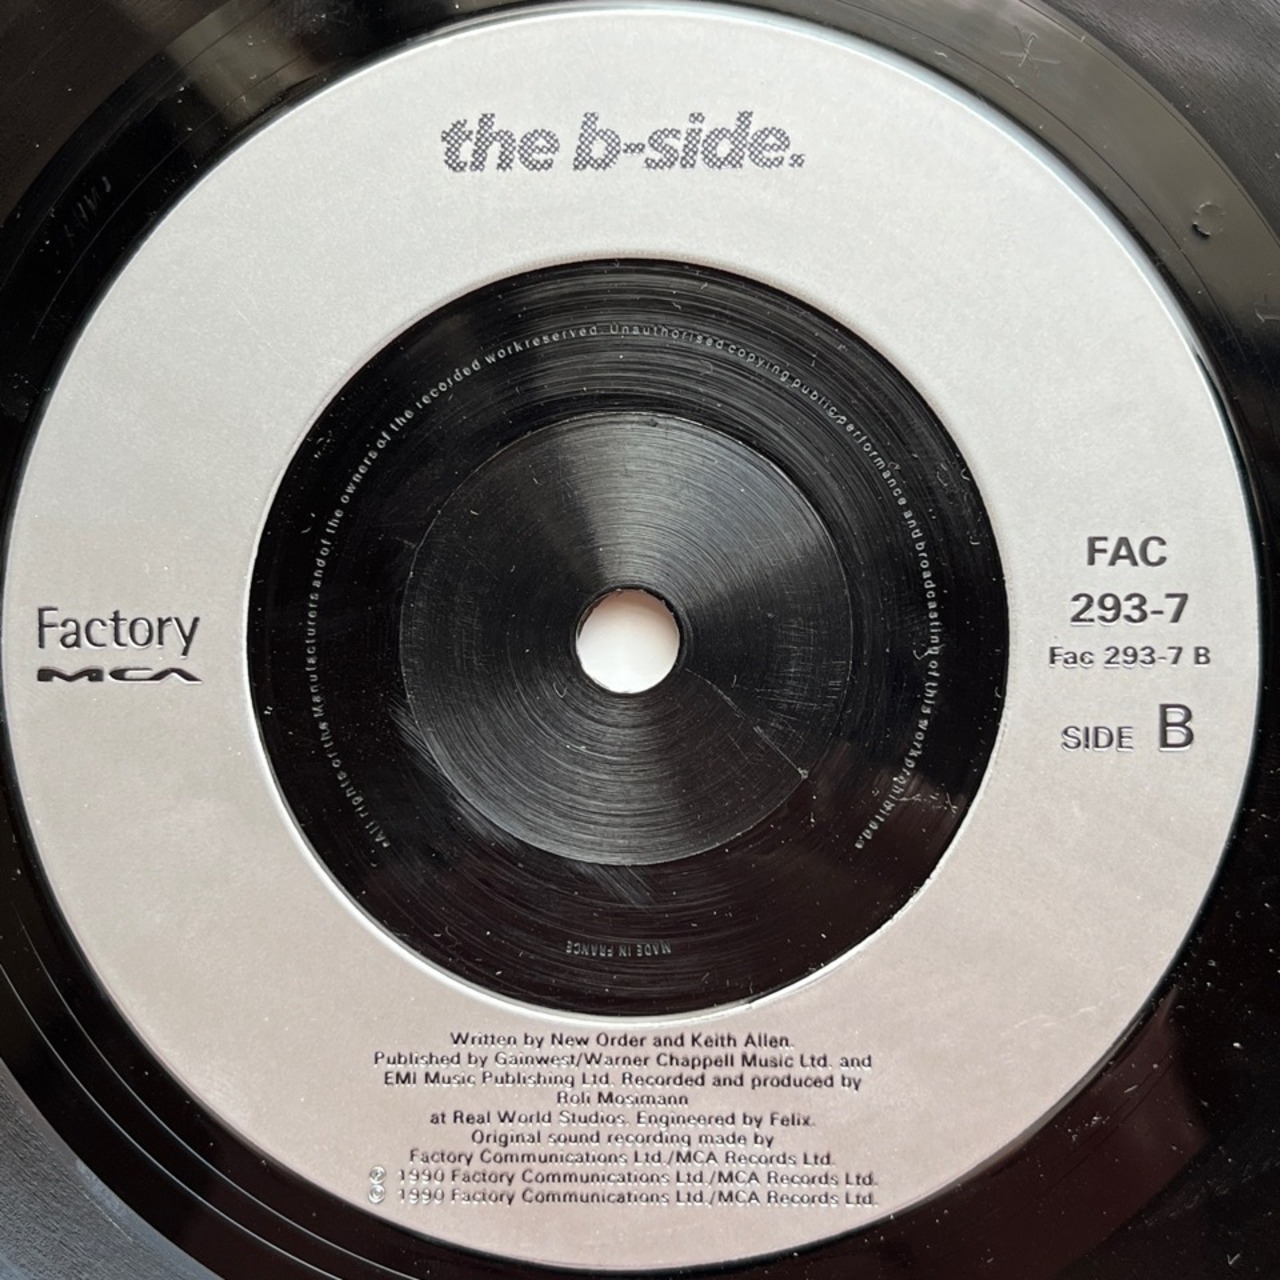 the b-side.
All rights of the Manufacturers and of the owners of the recorded work reserved. Unauthorised copying public performance and broadcasting of this work prohibited.
Factory
MCA
FAC
293-7
Fac 293-7 B
SIDE B
MADE IN FRANCE
Written by New Order and Keith Allen.
Published by Gainwest/Warner Chappell Music Ltd. and
EMI Music Publishing Ltd. Recorded and produced by
Roli Mosimann
at Real World Studios. Engineered by Felix.
Original sound recording made by
Factory Communications Ltd./MCA Records Ltd.
℗ 1990 Factory Communications Ltd./MCA Records Ltd.
© 1990 Factory Communications Ltd./MCA Records Ltd.